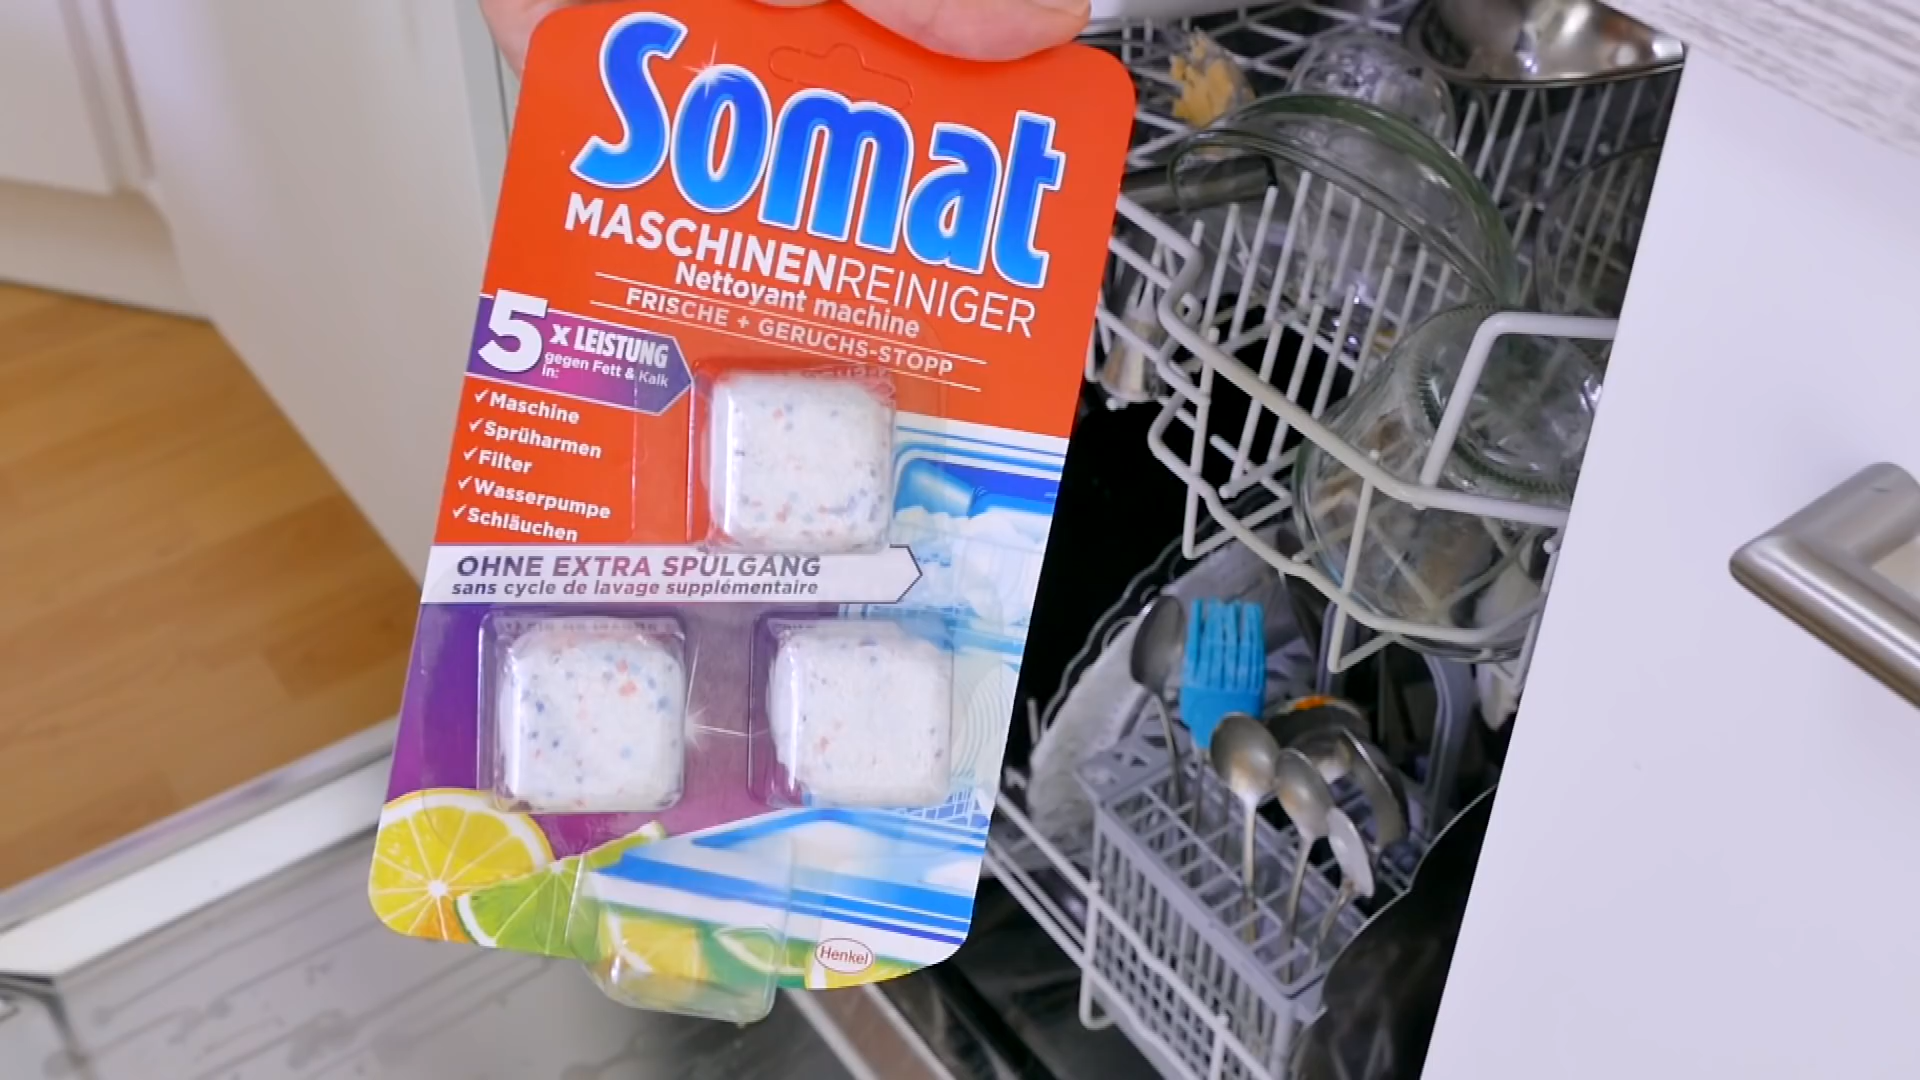 Somat
MASCHINENREINIGER
Nettoyant machine
FRISCHE + GERUCHS-STOPP
5 x LEISTUNG
gegen Fett & Kalk
in:
✓Maschine
✓Sprüharmen
✓Filter
✓Wasserpumpe
✓Schläuchen
OHNE EXTRA SPÜLGANG
sans cycle de lavage supplémentaire
Henkel